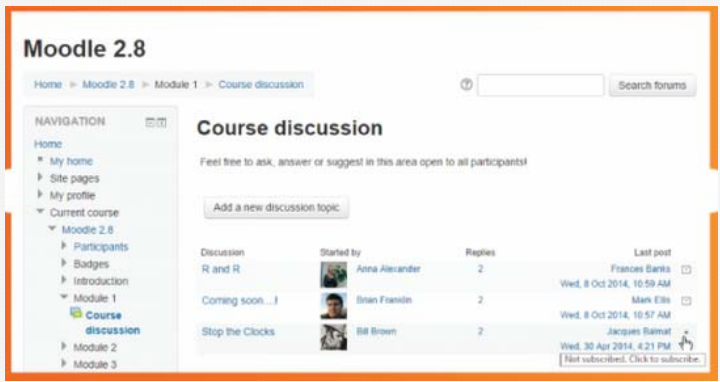 Moodle 2.8
Home ► Moodle 2.8 ► Module 1 ► Course discussion
Search forums
NAVIGATION
Home
My home
Site pages
My profile
Current course
Moodle 2.8
Participants
Badges
Introduction
Module 1
Course
discussion
Module 2
Module 3
Course discussion
Feel free to ask, answer or suggest in this area open to all participants!
Add a new discussion topic
Discussion Started by Replies Last post
R and R Anna Alexander 2 Frances Banks
Wed, 8 Oct 2014, 10:59 AM
Coming soon....! Brian Franklin 2 Mark Ellis
Wed, 8 Oct 2014, 10:57 AM
Stop the Clocks Bill Brown 2 Jacques Balmat
Wed, 30 Apr 2014, 4:21 PM
Not subscribed. Click to subscribe.